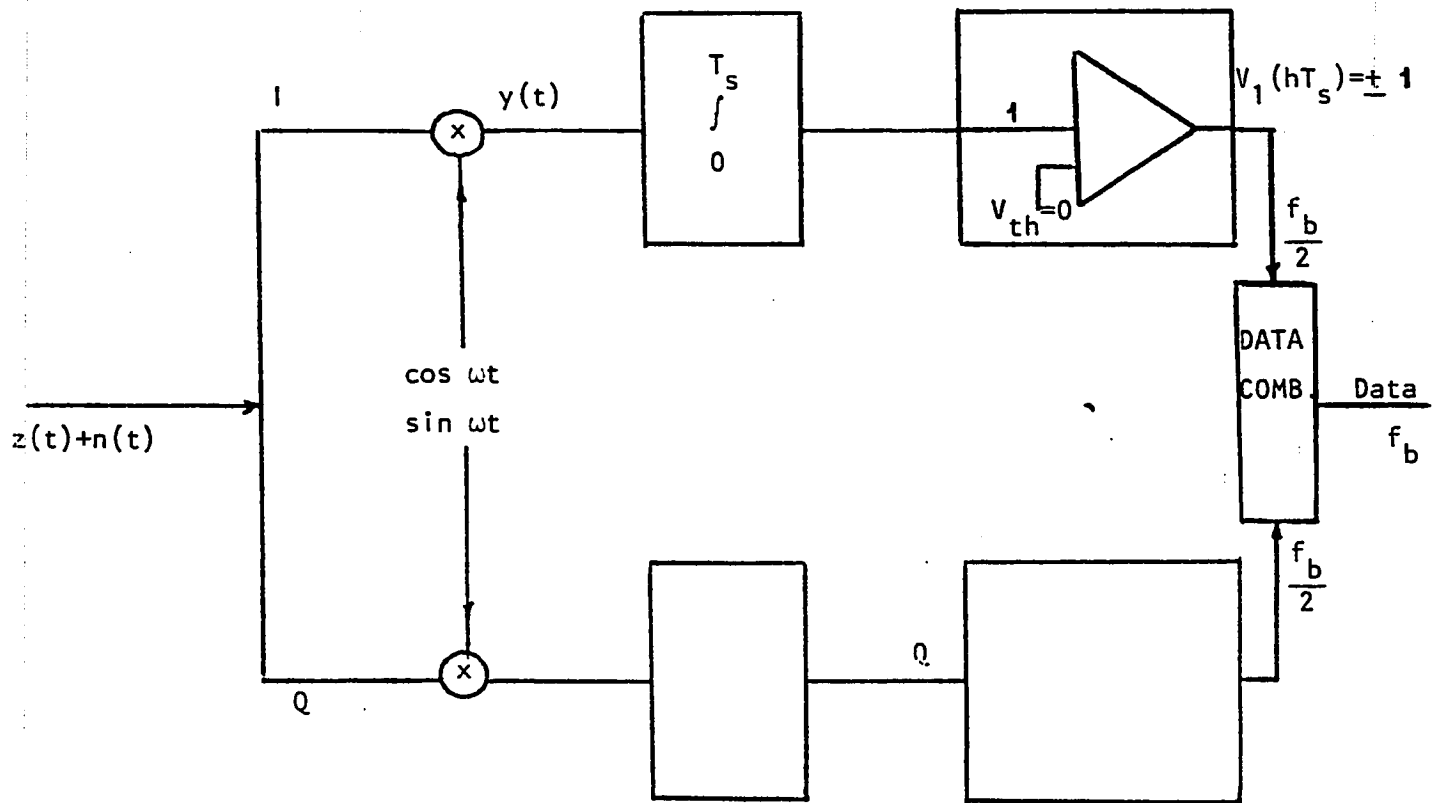 I
x
y(t)
T_s
∫
0
1
V_th=0
V_1(hT_s)=± 1
f_b
2
cos ωt
sin ωt
z(t)+n(t)
DATA
COMB.
Data
f_b
f_b
2
Q
x
Q